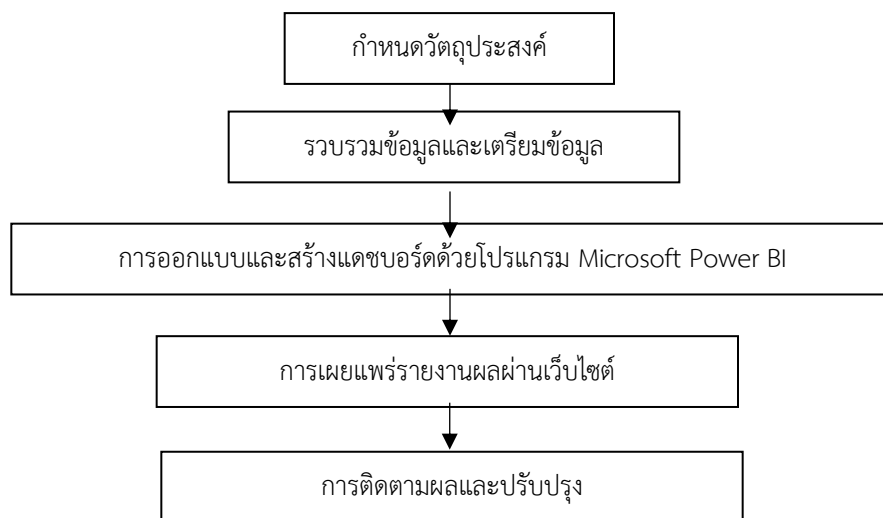 กำหนดวัตถุประสงค์
รวบรวมข้อมูลและเตรียมข้อมูล
การออกแบบและสร้างแดชบอร์ดด้วยโปรแกรม Microsoft Power BI
การเผยแพร่รายงานผลผ่านเว็บไซต์
การติดตามผลและปรับปรุง